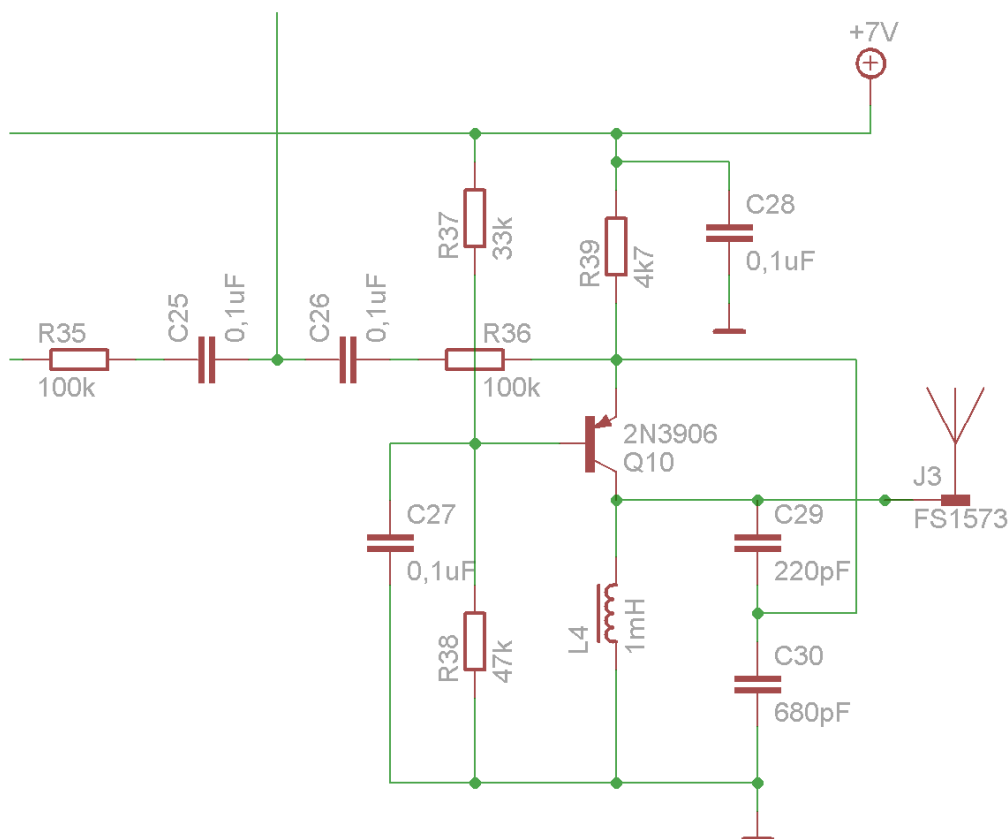 +7V
R37
33k
R39
4k7
C28
0,1uF
C25
0,1uF
C26
0,1uF
R35
100k
R36
100k
2N3906
Q10
J3
FS1573
C27
0,1uF
C29
220pF
R38
47k
L4
1mH
C30
680pF